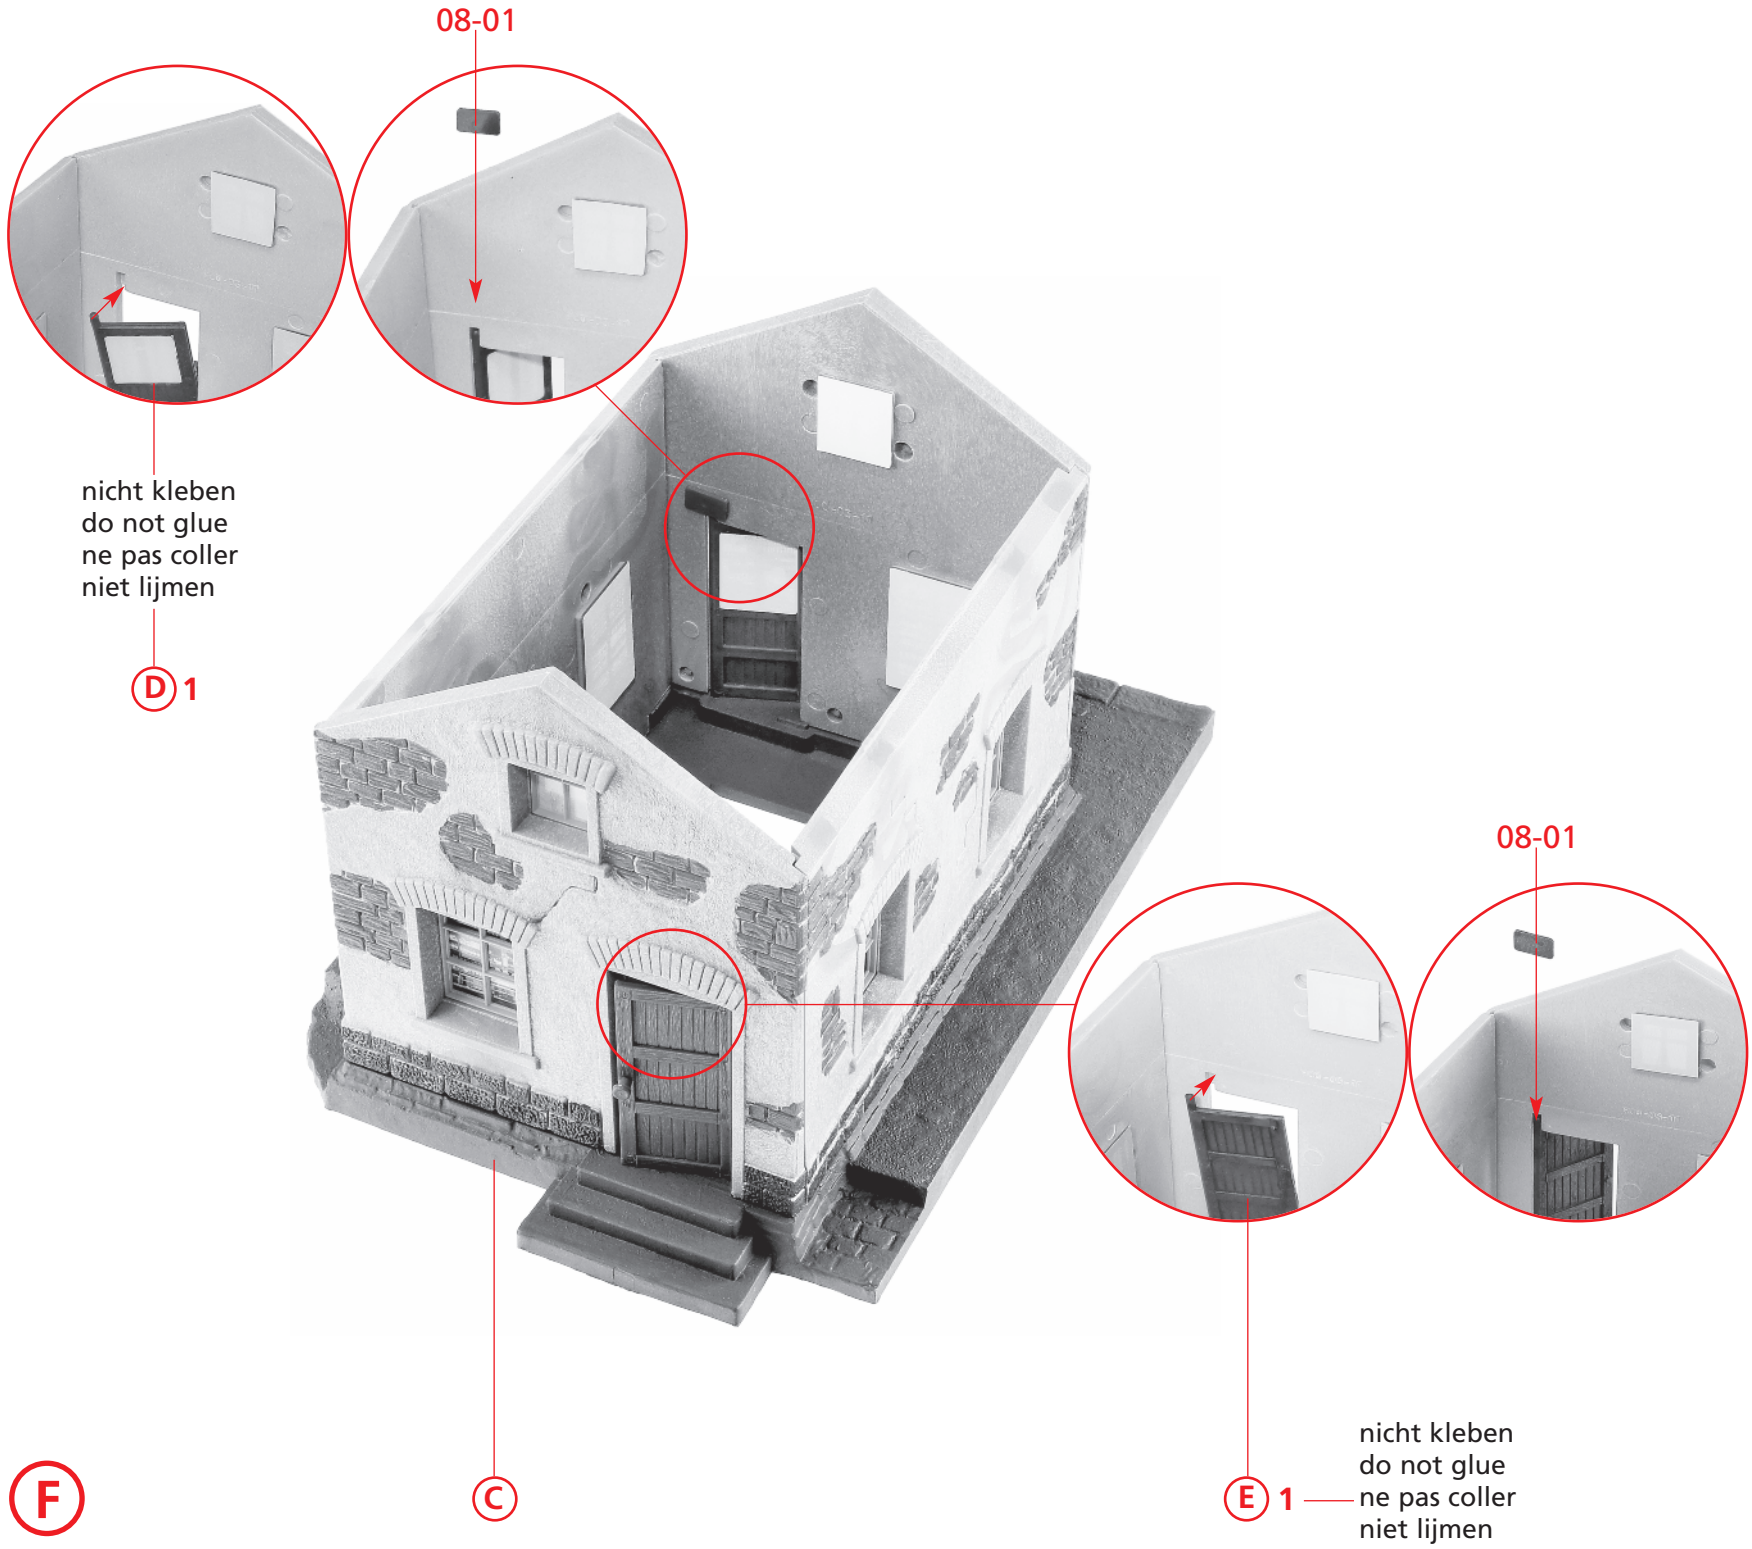 08-01
nicht kleben
do not glue
ne pas coller
niet lijmen
D 1
08-01
F
C
E 1
nicht kleben
do not glue
ne pas coller
niet lijmen